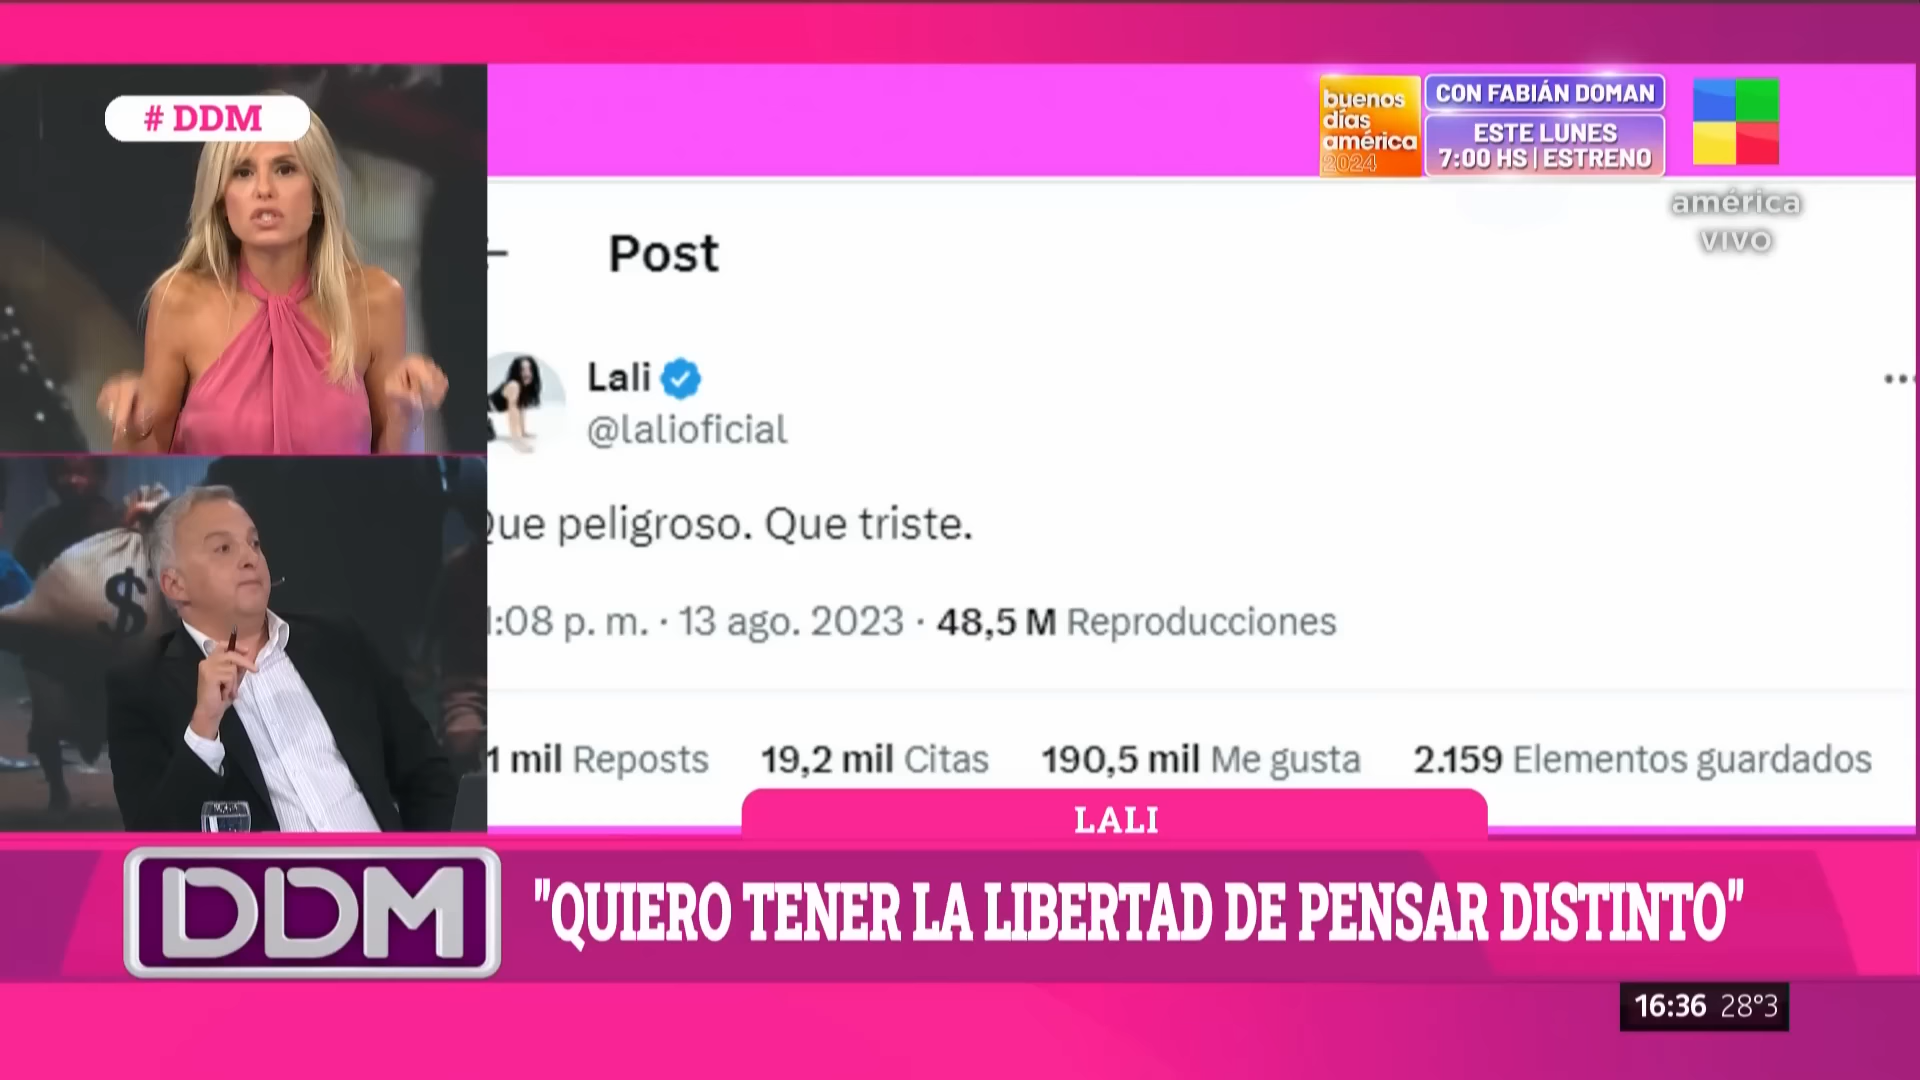 # DDM
buenos
días
américa
2024
CON FABIÁN DOMAN
ESTE LUNES
7:00 HS | ESTRENO
américa
VIVO
Post
Lali
@lalioficial
Que peligroso. Que triste.
1:08 p. m. · 13 ago. 2023 · 48,5 M Reproducciones
1 mil Reposts 19,2 mil Citas 190,5 mil Me gusta 2.159 Elementos guardados
$
LALI
DDM
"QUIERO TENER LA LIBERTAD DE PENSAR DISTINTO"
16:36 28°3